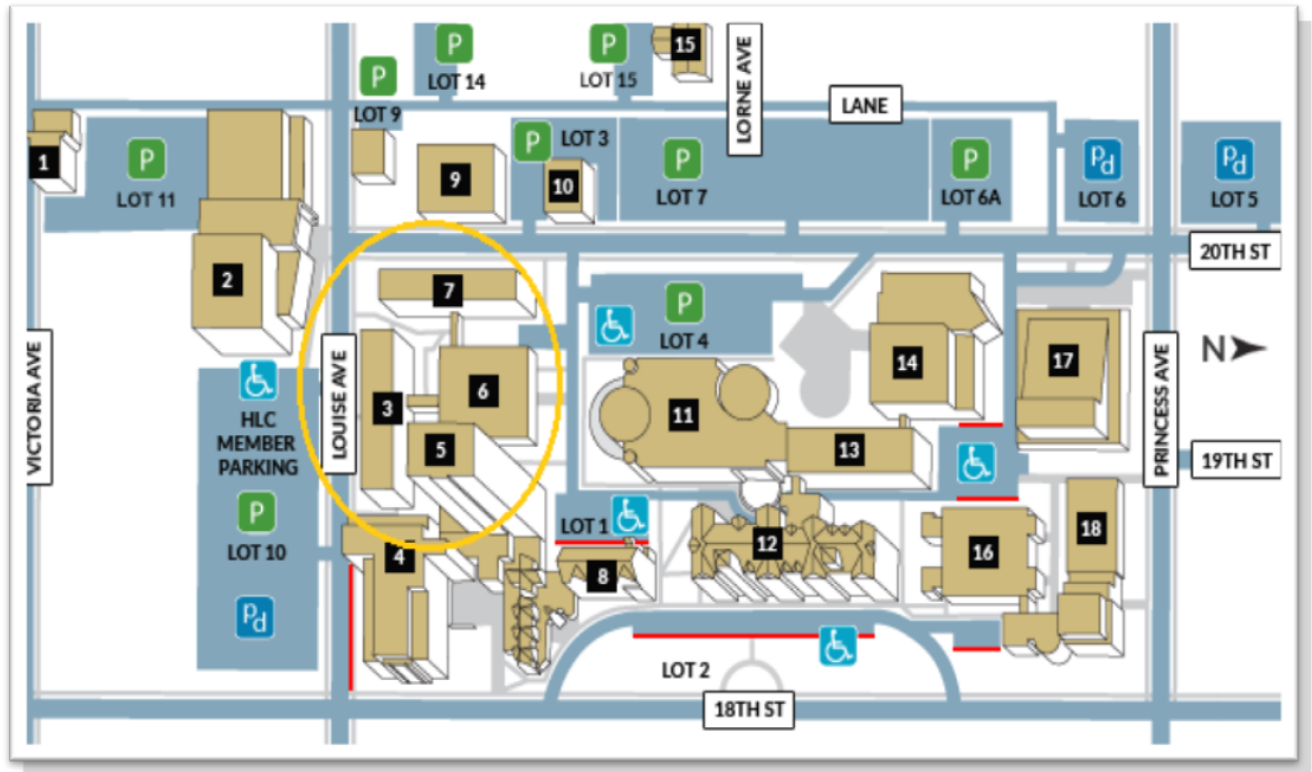 P
LOT 14
P
LOT 15
15
LORNE AVE
P
LOT 9
LANE
1
P
LOT 11
9
P
LOT 3
10
P
LOT 7
P
LOT 6A
pd
LOT 6
pd
LOT 5
20TH ST
2
7
P
LOT 4
14
17
N
VICTORIA AVE
LOUISE AVE
PRINCESS AVE
HLC
MEMBER
PARKING
3
6
5
11
13
19TH ST
P
LOT 10
pd
4
LOT 1
8
12
16
18
LOT 2
18TH ST